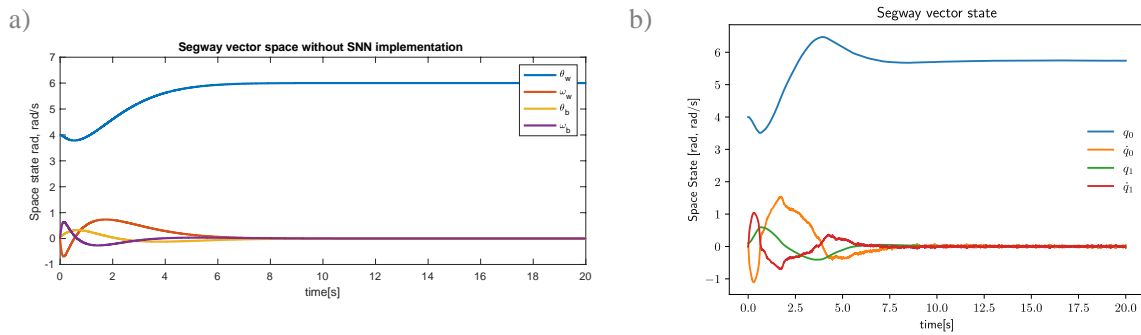 a)
Segway vector space without SNN implementation
7
6
5
4
3
2
1
0
-1
Space state rad, rad/s
0 2 4 6 8 10 12 14 16 18 20
time[s]
θw
ωw
θb
ωb
b)
Segway vector state
6
5
4
3
2
1
0
−1
Space State [rad, rad/s]
0.0 2.5 5.0 7.5 10.0 12.5 15.0 17.5 20.0
time[s]
q0
q̇0
q1
q̇1